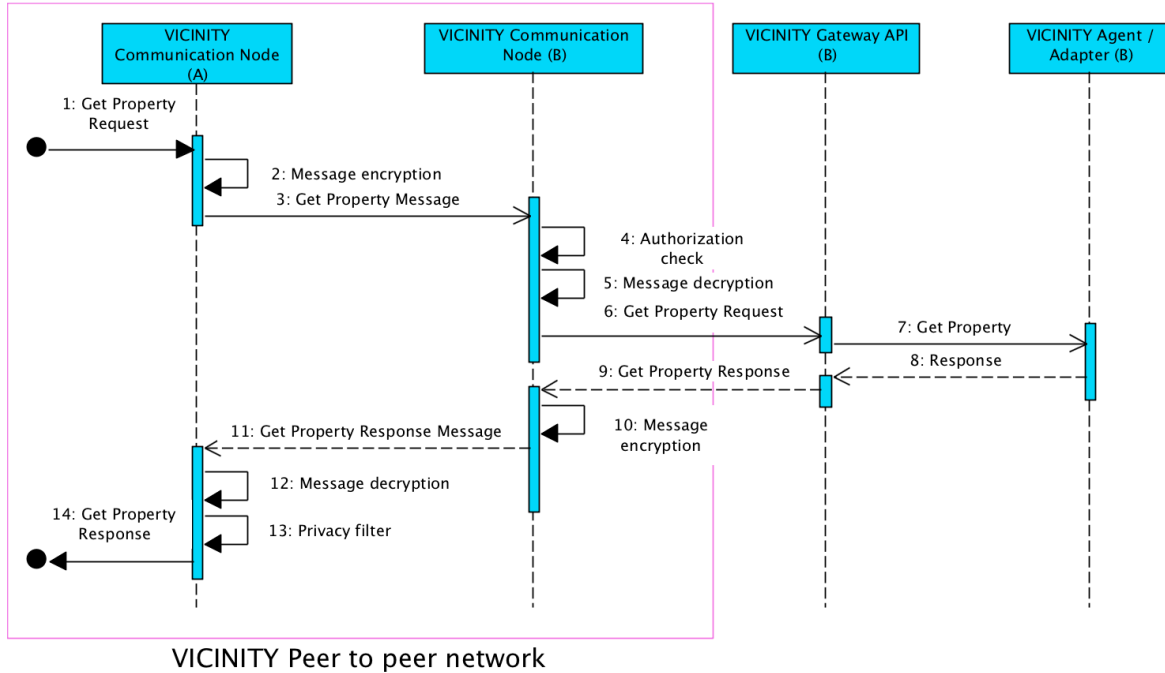 VICINITY
Communication Node
(A)
VICINITY Communication
Node (B)
VICINITY Gateway API
(B)
VICINITY Agent /
Adapter (B)
1: Get Property
Request
2: Message encryption
3: Get Property Message
4: Authorization
check
5: Message decryption
6: Get Property Request
7: Get Property
8: Response
9: Get Property Response
10: Message
encryption
11: Get Property Response Message
12: Message decryption
13: Privacy filter
14: Get Property
Response
VICINITY Peer to peer network